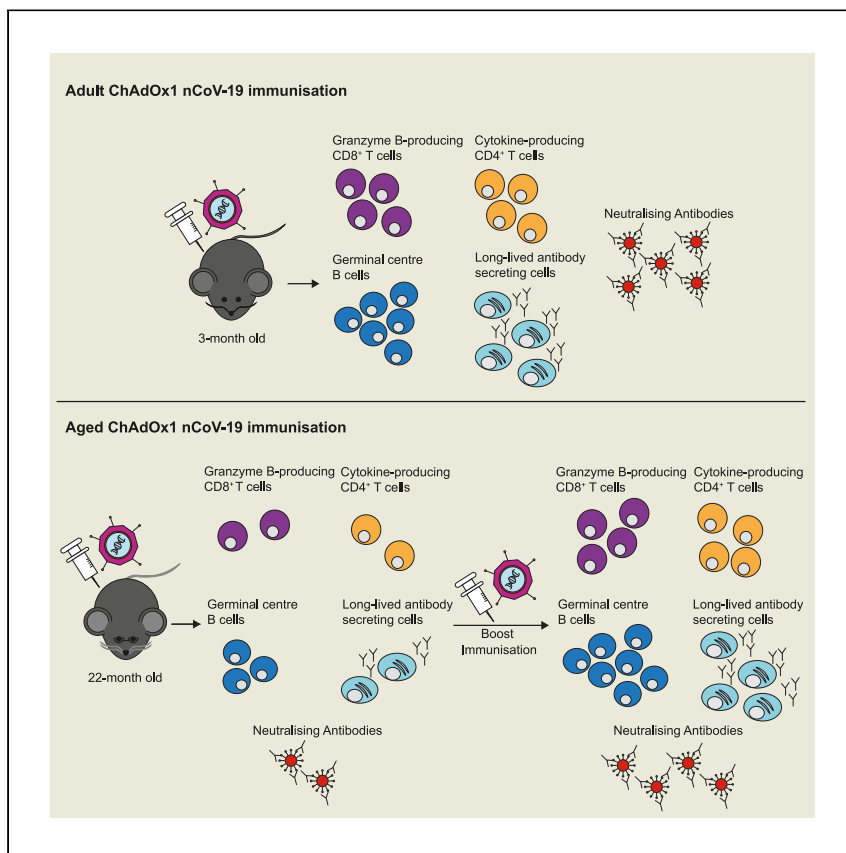 Adult ChAdOx1 nCoV-19 immunisation
Granzyme B-producing
CD8⁺ T cells
Cytokine-producing
CD4⁺ T cells
Neutralising Antibodies
Germinal centre
B cells
Long-lived antibody
secreting cells
3-month old
Aged ChAdOx1 nCoV-19 immunisation
Granzyme B-producing
CD8⁺ T cells
Cytokine-producing
CD4⁺ T cells
Granzyme B-producing
CD8⁺ T cells
Cytokine-producing
CD4⁺ T cells
Germinal centre
B cells
Long-lived antibody
secreting cells
Boost
Immunisation
Germinal centre
B cells
Long-lived antibody
secreting cells
22-month old
Neutralising Antibodies
Neutralising Antibodies